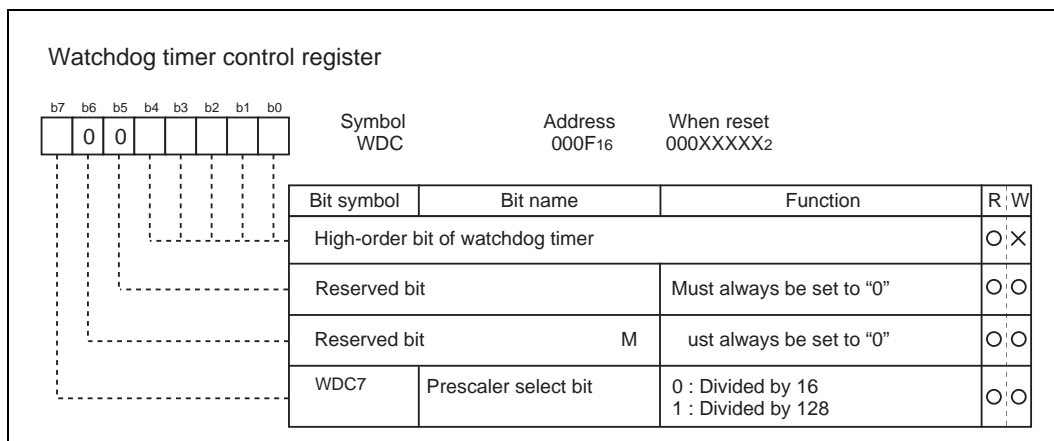 Watchdog timer control register
b7 b6 b5 b4 b3 b2 b1 b0
0 0
Symbol Address When reset
WDC 000F16 000XXXXX2
Bit symbol Bit name Function R W
High-order bit of watchdog timer O X
Reserved bit Must always be set to “0” O O
Reserved bit M ust always be set to “0” O O
WDC7 Prescaler select bit 0 : Divided by 16 O O
1 : Divided by 128